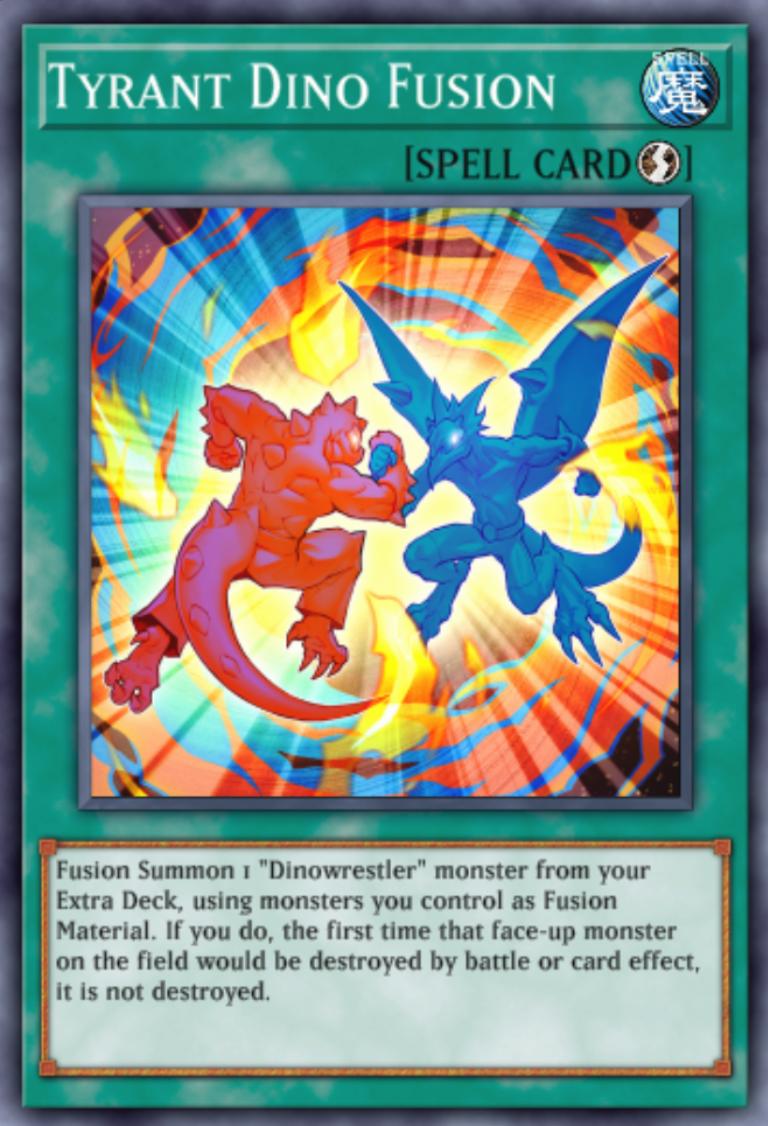 TYRANT DINO FUSION
SPELL
魔
[SPELL CARD]
Fusion Summon 1 "Dinowrestler" monster from your
Extra Deck, using monsters you control as Fusion
Material. If you do, the first time that face-up monster
on the field would be destroyed by battle or card effect,
it is not destroyed.